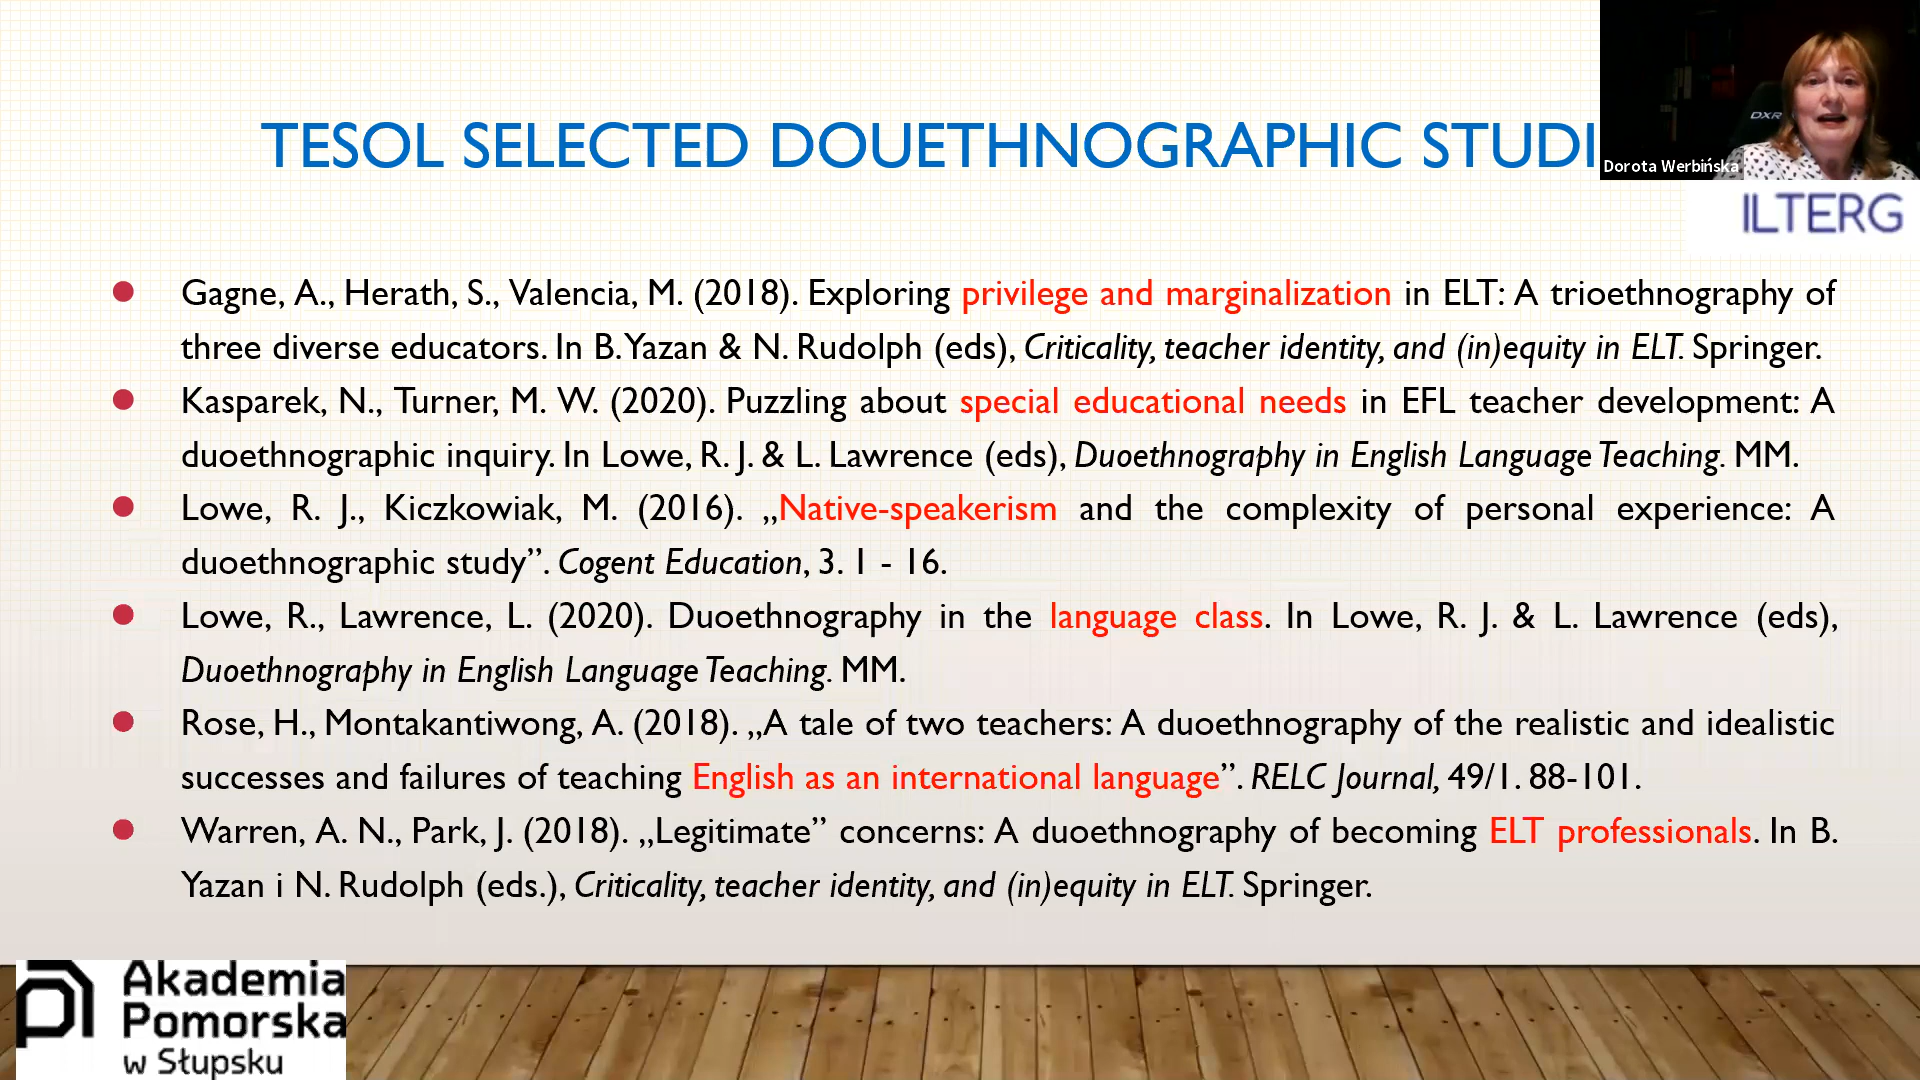 TESOL SELECTED DOUETHNOGRAPHIC STUDI
DXR
Dorota Werbińska
ILTERG
Gagne, A., Herath, S., Valencia, M. (2018). Exploring privilege and marginalization in ELT: A trioethnography of
three diverse educators. In B. Yazan & N. Rudolph (eds), Criticality, teacher identity, and (in)equity in ELT. Springer.
Kasparek, N., Turner, M. W. (2020). Puzzling about special educational needs in EFL teacher development: A
duoethnographic inquiry. In Lowe, R. J. & L. Lawrence (eds), Duoethnography in English Language Teaching. MM.
Lowe, R. J., Kiczkowiak, M. (2016). „Native-speakerism and the complexity of personal experience: A
duoethnographic study”. Cogent Education, 3. 1 - 16.
Lowe, R., Lawrence, L. (2020). Duoethnography in the language class. In Lowe, R. J. & L. Lawrence (eds),
Duoethnography in English Language Teaching. MM.
Rose, H., Montakantiwong, A. (2018). „A tale of two teachers: A duoethnography of the realistic and idealistic
successes and failures of teaching English as an international language”. RELC Journal, 49/1. 88-101.
Warren, A. N., Park, J. (2018). „Legitimate” concerns: A duoethnography of becoming ELT professionals. In B.
Yazan i N. Rudolph (eds.), Criticality, teacher identity, and (in)equity in ELT. Springer.
Akademia
Pomorska
w Słupsku